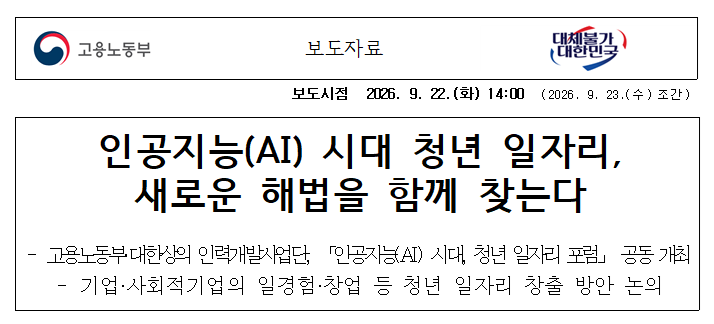 고용노동부
보도자료
대체불가
대한민국
보도시점 2026. 9. 22.(화) 14:00 (2026. 9. 23.(수) 조간)
인공지능(AI) 시대 청년 일자리,
새로운 해법을 함께 찾는다
- 고용노동부·대한상의 인력개발사업단, 「인공지능(AI) 시대, 청년 일자리 포럼」 공동 개최
- 기업·사회적기업의 일경험·창업 등 청년 일자리 창출 방안 논의